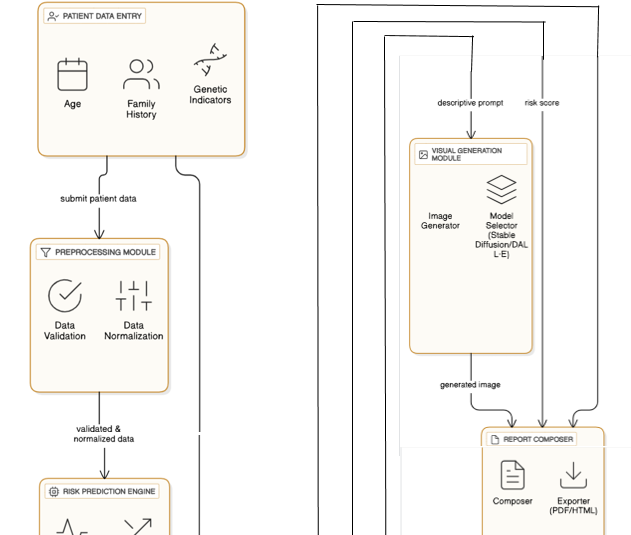 PATIENT DATA ENTRY
Age
Family
History
Genetic
Indicators
submit patient data
PREPROCESSING MODULE
Data
Validation
Data
Normalization
validated &
normalized data
RISK PREDICTION ENGINE
descriptive prompt
risk score
VISUAL GENERATION
MODULE
Image
Generator
Model
Selector
(Stable
Diffusion/DAL
L·E)
generated image
REPORT COMPOSER
Composer
Exporter
(PDF/HTML)